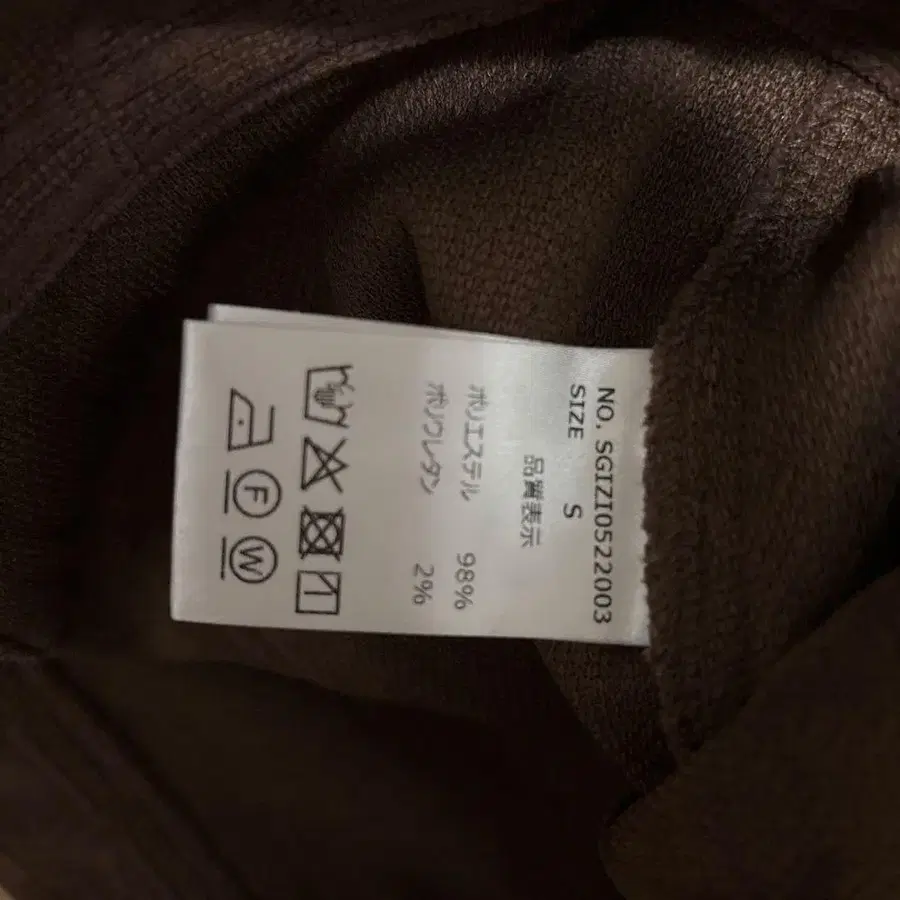 NO. SGIZI0522003
SIZE S
品質表示
ポリエステル 98%
ポリウレタン 2%
F W